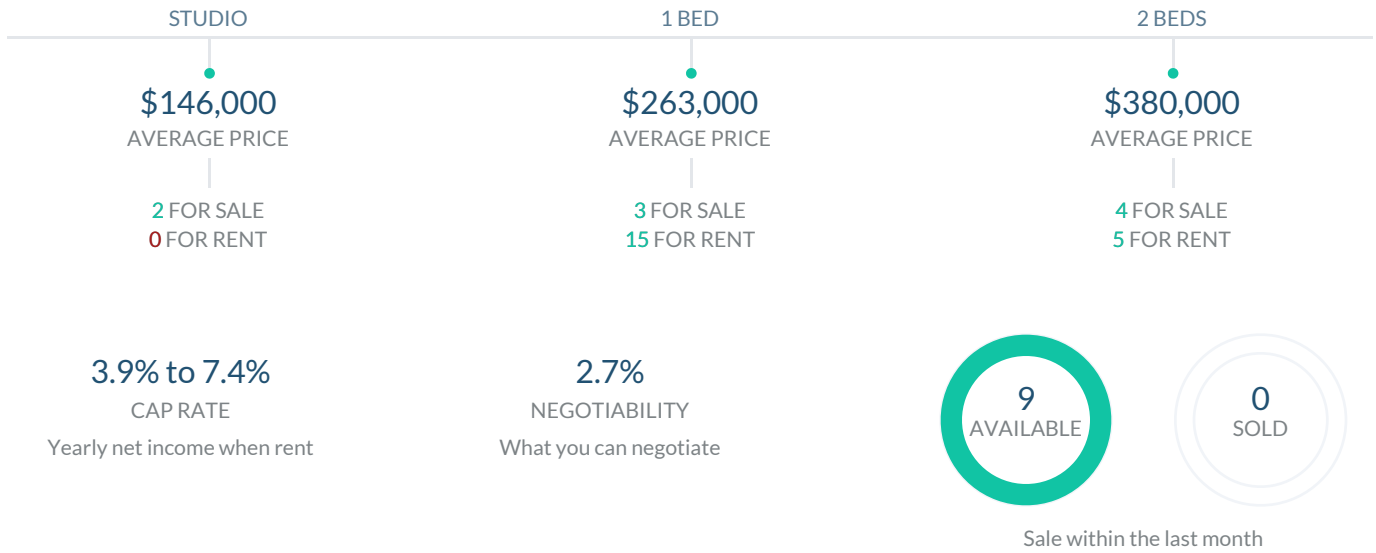 STUDIO
$146,000
AVERAGE PRICE
2 FOR SALE
0 FOR RENT
1 BED
$263,000
AVERAGE PRICE
3 FOR SALE
15 FOR RENT
2 BEDS
$380,000
AVERAGE PRICE
4 FOR SALE
5 FOR RENT
3.9% to 7.4%
CAP RATE
Yearly net income when rent
2.7%
NEGOTIABILITY
What you can negotiate
9
AVAILABLE
0
SOLD
Sale within the last month